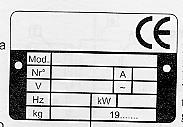 a
CE
Mod.
Nr° A
V ~
Hz kW
kg 19.......